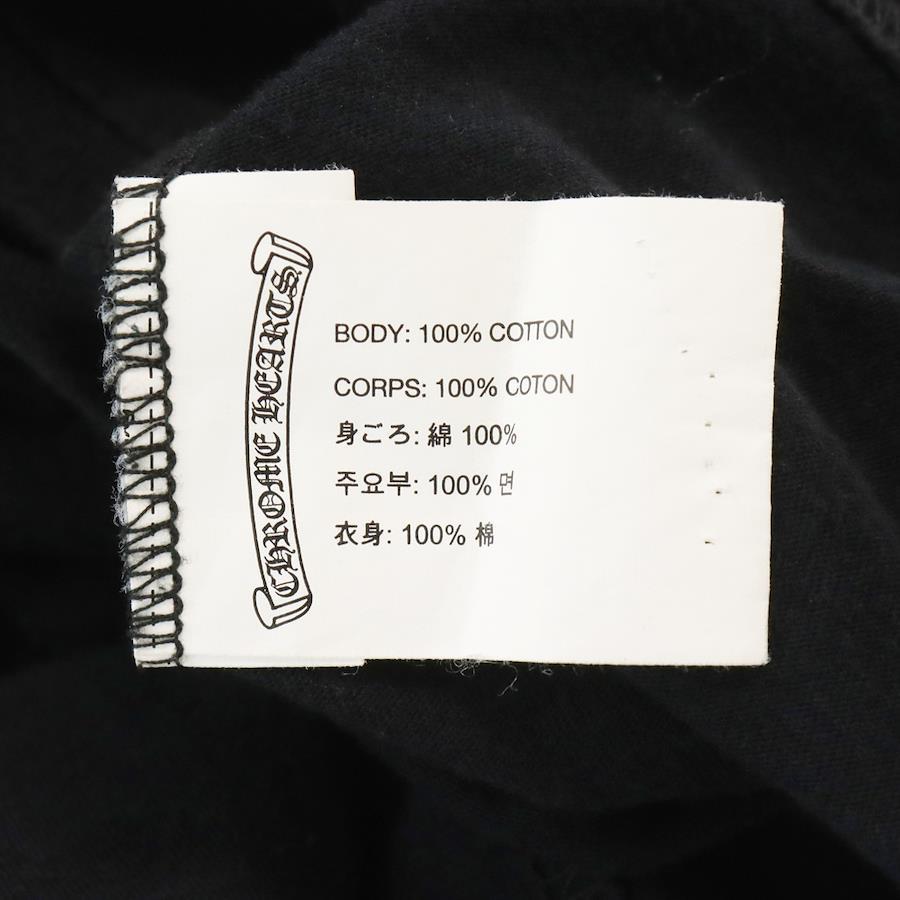 CHROME HEARTS
BODY: 100% COTTON
CORPS: 100% COTON
身ごろ: 綿 100%
주요부: 100% 면
衣身: 100% 棉